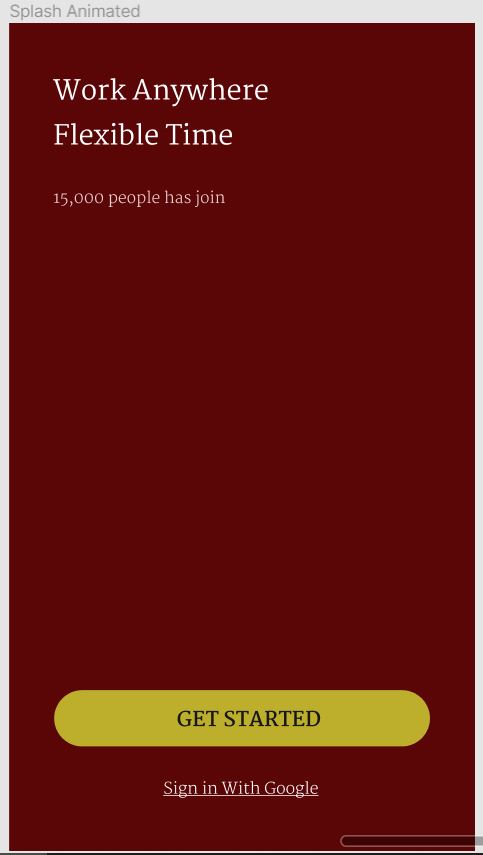 Splash Animated
Work Anywhere
Flexible Time
15,000 people has join
GET STARTED
Sign in With Google